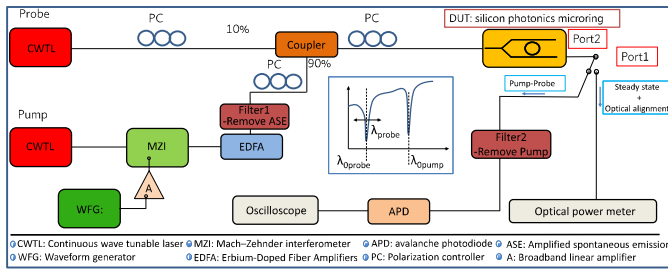 Probe
PC
10%
PC
DUT: silicon photonics microring
CWTL
Coupler
Port2
Port1
PC
90%
Pump-Probe
Steady state
+
Optical alignment
Filter1
-Remove ASE
λprobe
λ0probe
λ0pump
Pump
CWTL
MZI
EDFA
Filter2
-Remove Pump
A
WFG:
Oscilloscope
APD
Optical power meter
CWTL: Continuous wave tunable laser
MZI: Mach–Zehnder interferometer
APD: avalanche photodiode
ASE: Amplified spontaneous emission
WFG: Waveform generator
EDFA: Erbium-Doped Fiber Amplifiers
PC: Polarization controller
A: Broadband linear amplifier